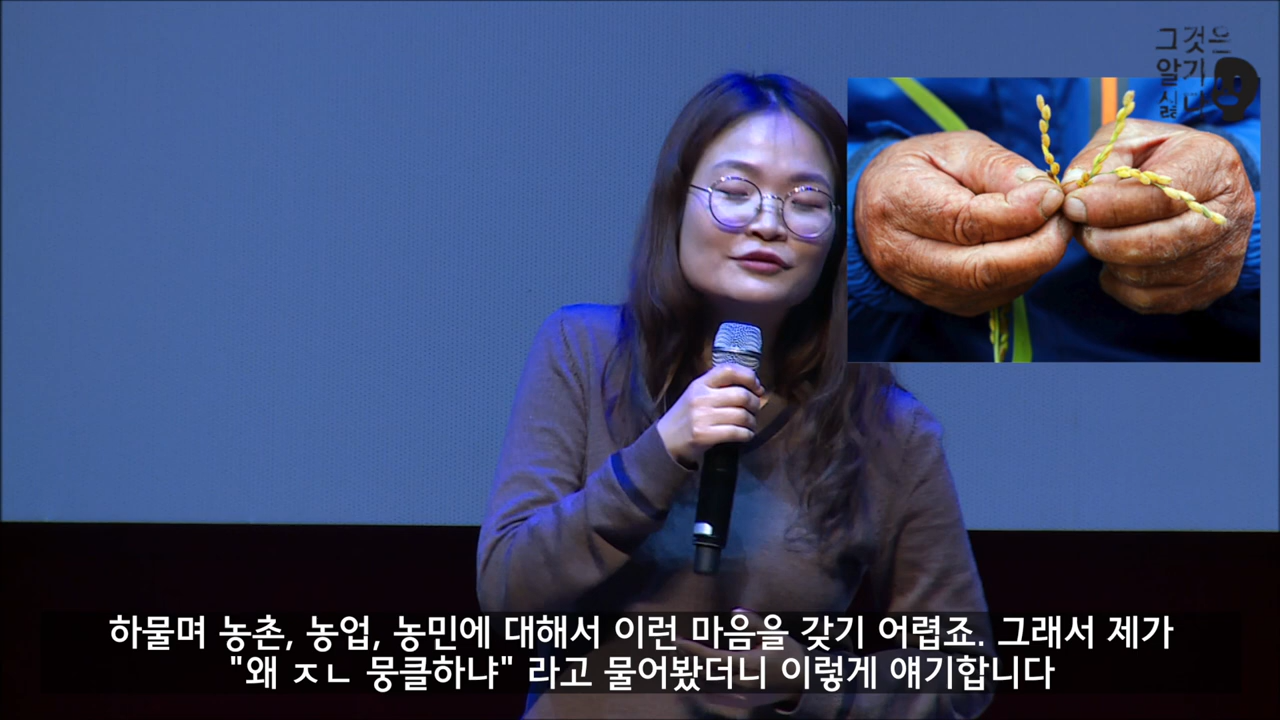 그것은
알기
싫다
하물며 농촌, 농업, 농민에 대해서 이런 마음을 갖기 어렵죠. 그래서 제가
"왜 ㅈㄴ 뭉클하냐" 라고 물어봤더니 이렇게 얘기합니다